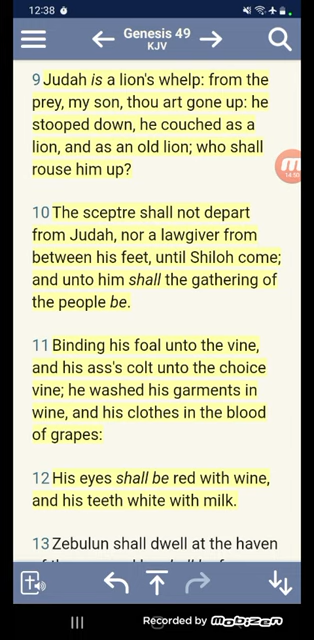 12:38
Genesis 49
KJV
9 Judah is a lion's whelp: from the
prey, my son, thou art gone up: he
stooped down, he couched as a
lion, and as an old lion; who shall
rouse him up?
10 The sceptre shall not depart
from Judah, nor a lawgiver from
between his feet, until Shiloh come;
and unto him shall the gathering of
the people be.
11 Binding his foal unto the vine,
and his ass's colt unto the choice
vine; he washed his garments in
wine, and his clothes in the blood
of grapes:
12 His eyes shall be red with wine,
and his teeth white with milk.
13 Zebulun shall dwell at the haven
Recorded by Mobizen